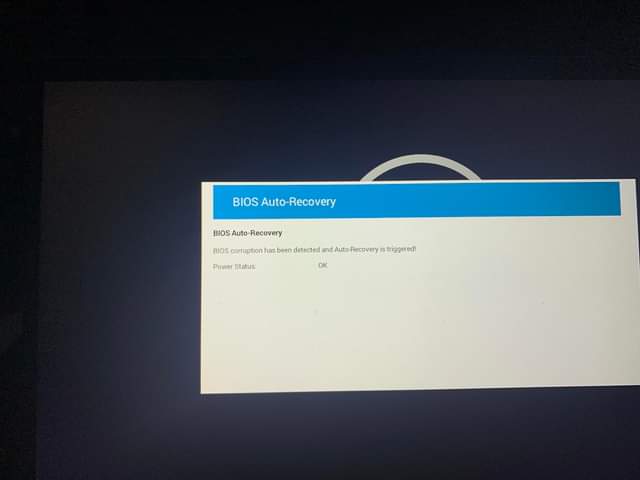 BIOS Auto-Recovery
BIOS Auto-Recovery
BIOS corruption has been detected and Auto-Recovery is triggered!
Power Status: OK